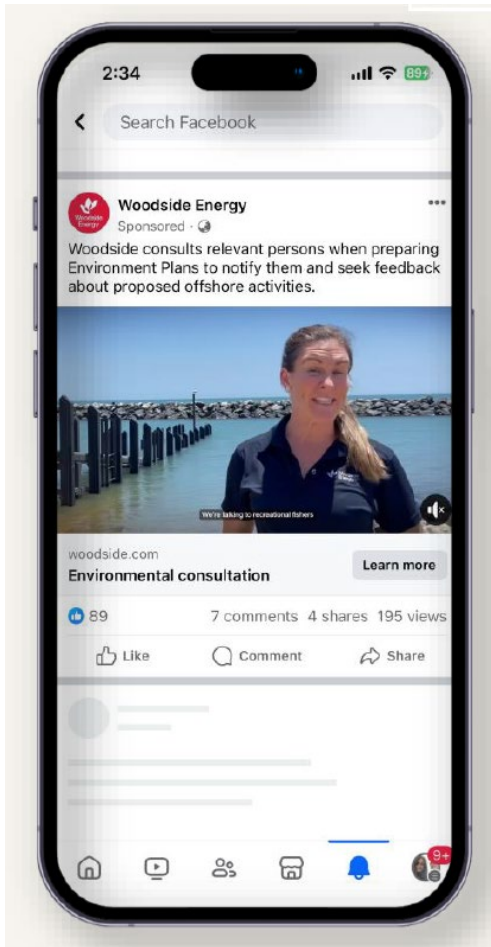 2:34
89
Search Facebook
Woodside Energy
Woodside
Energy
Sponsored ·
Woodside consults relevant persons when preparing
Environment Plans to notify them and seek feedback
about proposed offshore activities.
We're talking to recreational fishers
woodside.com
Environmental consultation
Learn more
89
7 comments 4 shares 195 views
Like
Comment
Share
9+